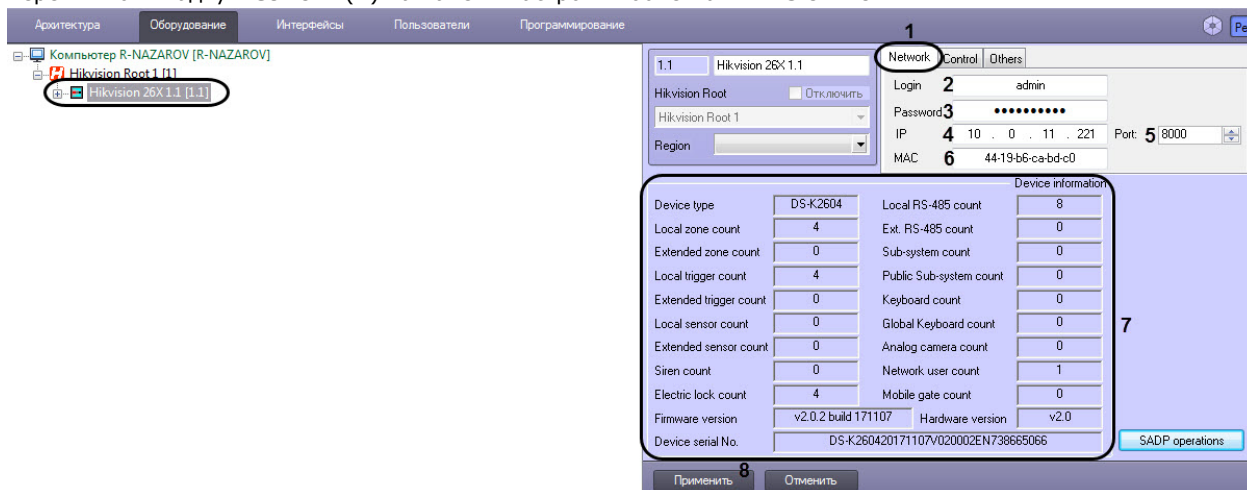 Архитектура Оборудование Интерфейсы Пользователи Программирование
Компьютер R-NAZAROV [R-NAZAROV]
Hikvision Root 1 [1]
Hikvision 26X 1.1 [1.1]
1.1 Hikvision 26X 1.1
Hikvision Root Отключить
Hikvision Root 1
Region
1
Network Control Others
Login 2 admin
Password 3 ••••••••••
IP 4 10 . 0 . 11 . 221 Port: 5 8000
MAC 6 44-19-b6-ca-bd-c0
Device information
Device type DS-K2604 Local RS-485 count 8
Local zone count 4 Ext. RS-485 count 0
Extended zone count 0 Sub-system count 0
Local trigger count 4 Public Sub-system count 0
Extended trigger count 0 Keyboard count 0
Local sensor count 0 Global Keyboard count 0 7
Extended sensor count 0 Analog camera count 0
Siren count 0 Network user count 1
Electric lock count 4 Mobile gate count 0
Firmware version v2.0.2 build 171107 Hardware version v2.0
Device serial No. DS-K260420171107V020002EN738665066 SADP operations
Применить 8 Отменить